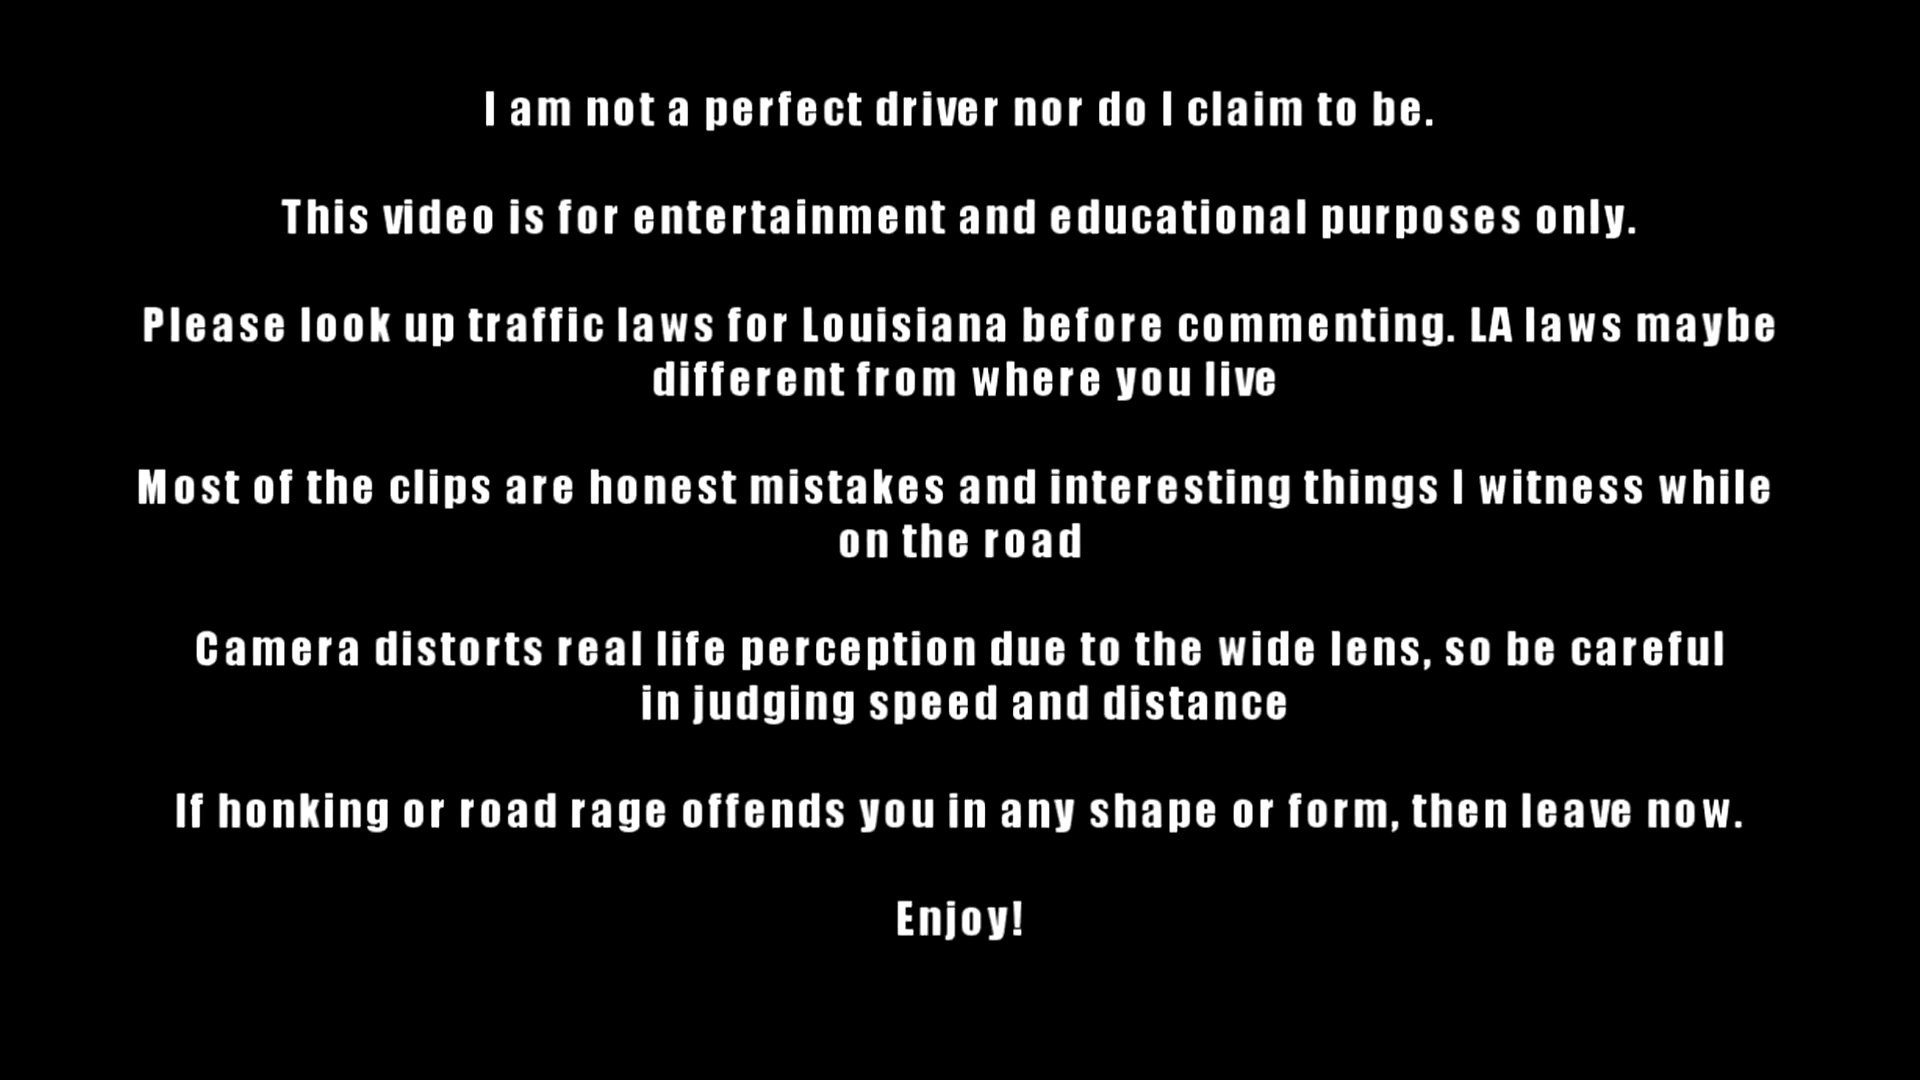 I am not a perfect driver nor do I claim to be.
This video is for entertainment and educational purposes only.
Please look up traffic laws for Louisiana before commenting. LA laws maybe
different from where you live
Most of the clips are honest mistakes and interesting things I witness while
on the road
Camera distorts real life perception due to the wide lens, so be careful
in judging speed and distance
If honking or road rage offends you in any shape or form, then leave now.
Enjoy!